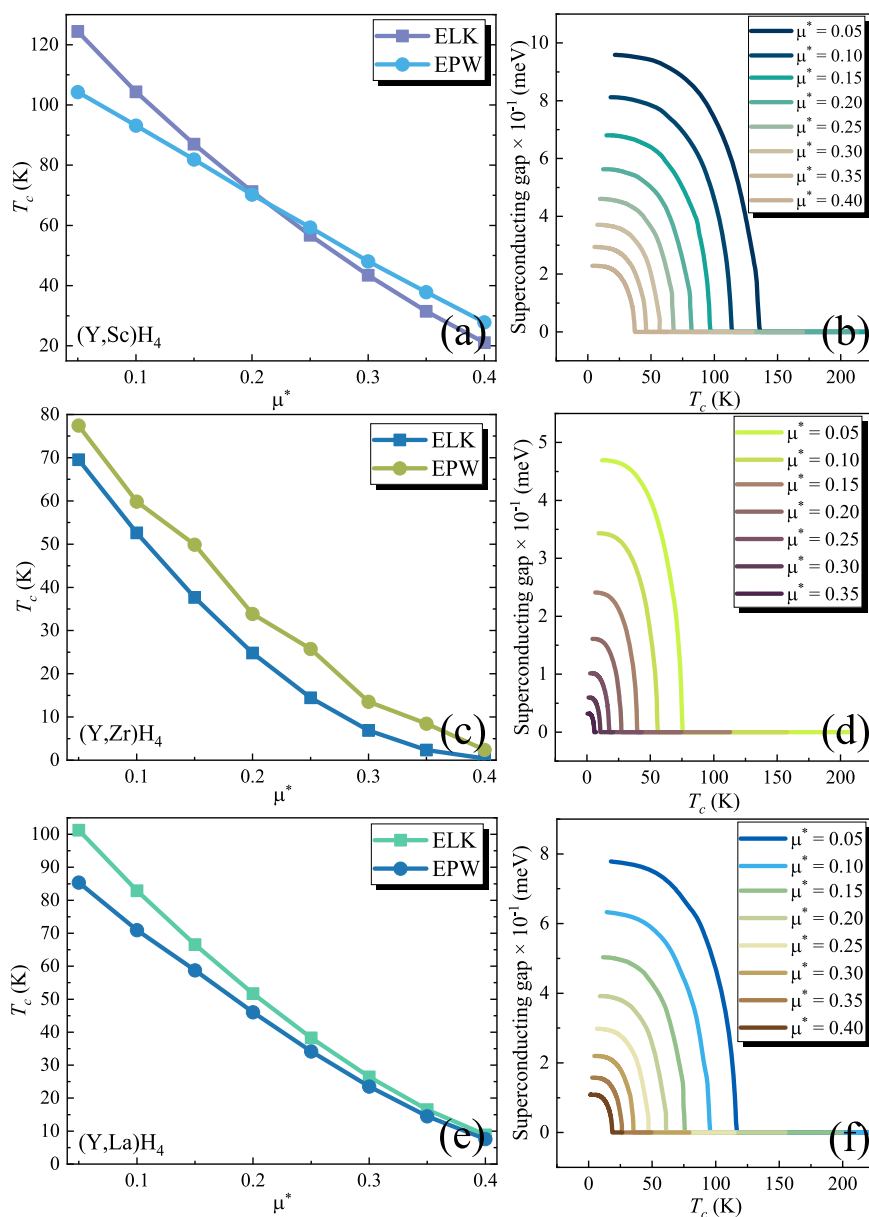 120
100
80
60
40
20
T_c (K)
ELK
EPW
(Y,Sc)H₄
(a)
0.1
0.2
0.3
0.4
μ*
10
8
6
4
2
0
Superconducting gap × 10⁻¹ (meV)
μ* = 0.05
μ* = 0.10
μ* = 0.15
μ* = 0.20
μ* = 0.25
μ* = 0.30
μ* = 0.35
μ* = 0.40
(b)
0
50
100
150
200
T_c (K)
80
70
60
50
40
30
20
10
0
T_c (K)
ELK
EPW
(Y,Zr)H₄
(c)
0.1
0.2
0.3
0.4
μ*
5
4
3
2
1
0
Superconducting gap × 10⁻¹ (meV)
μ* = 0.05
μ* = 0.10
μ* = 0.15
μ* = 0.20
μ* = 0.25
μ* = 0.30
μ* = 0.35
(d)
0
50
100
150
200
T_c (K)
100
90
80
70
60
50
40
30
20
10
0
T_c (K)
ELK
EPW
(Y,La)H₄
(e)
0.1
0.2
0.3
0.4
μ*
8
6
4
2
0
Superconducting gap × 10⁻¹ (meV)
μ* = 0.05
μ* = 0.10
μ* = 0.15
μ* = 0.20
μ* = 0.25
μ* = 0.30
μ* = 0.35
μ* = 0.40
(f)
0
50
100
150
200
T_c (K)